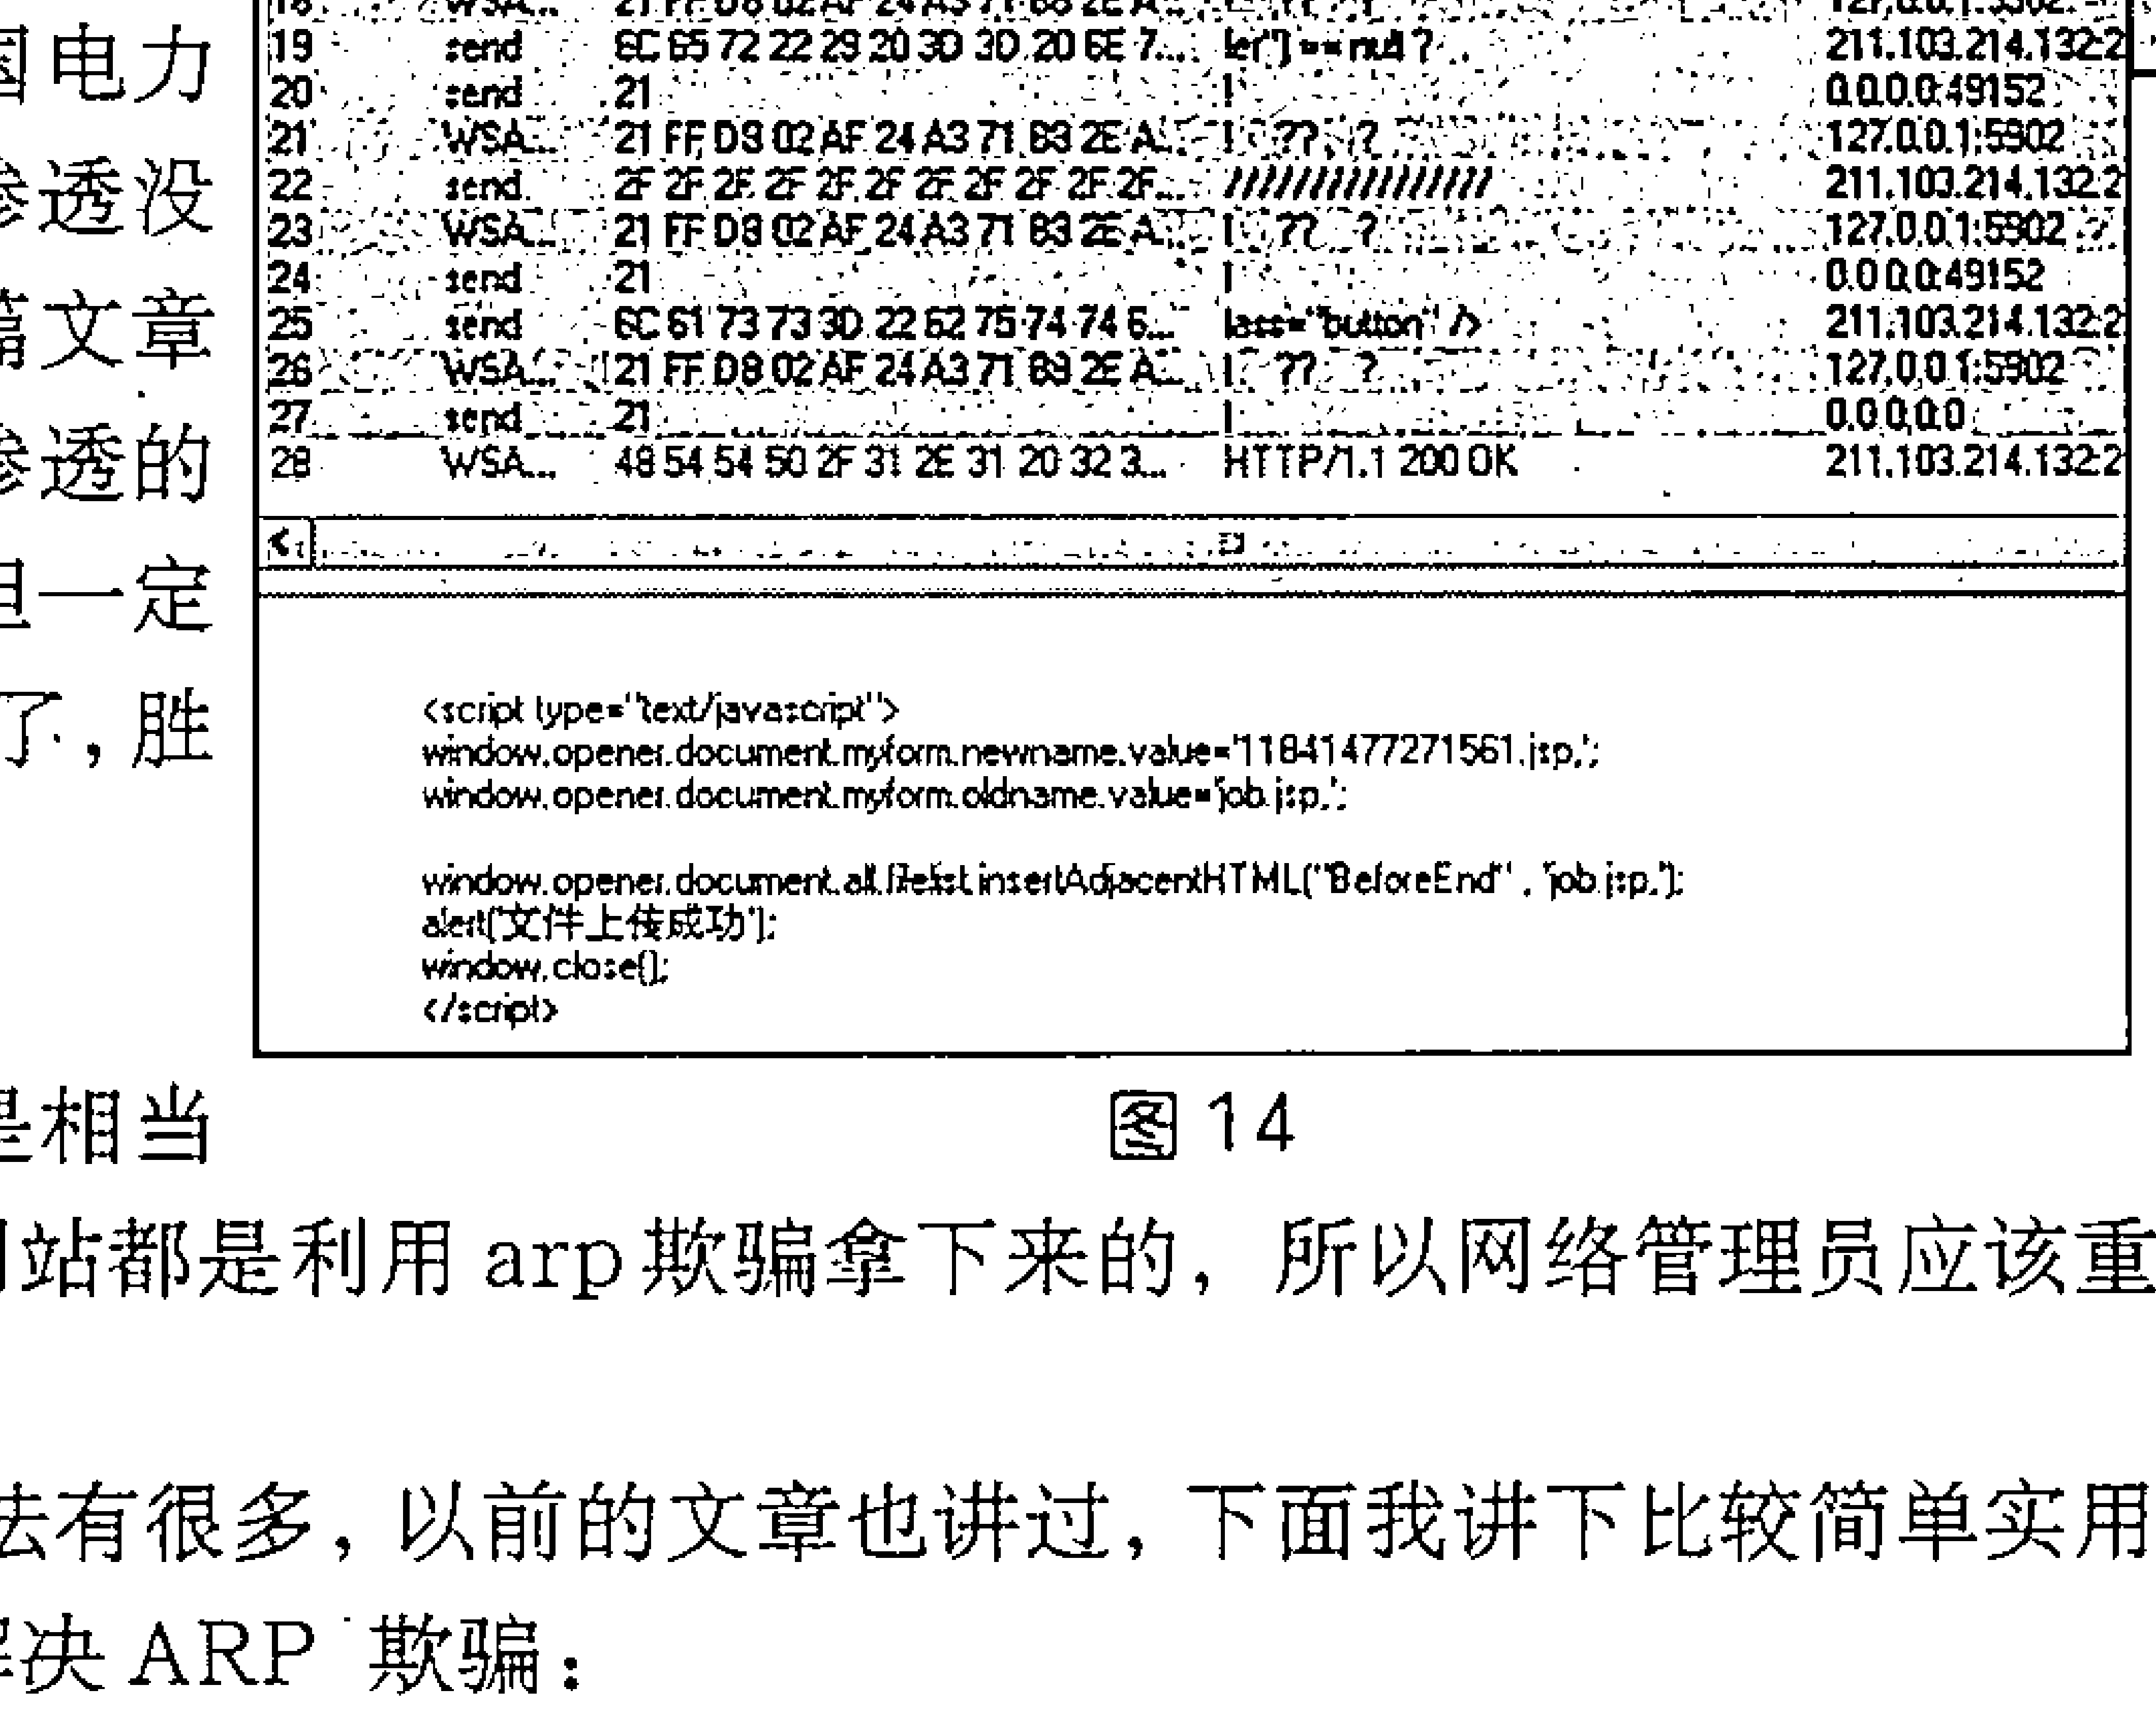 国电力
渗透没
篇文章
渗透的
但一定
了，胜
是相当
19 send 6C 65 72 22 29 20 3D 3D 20 6E 7... ler") == null ? 211.103.214.132:2
20 send 21 ! 0.0.0.0:49152
21 WSA... 21 FF D8 02 AF 24 A3 71 83 2E A... ! ?? ? 127.0.0.1:5902
22 send 2F 2F 2F 2F 2F 2F 2F 2F 2F 2F 2F... //////////////// 211.103.214.132:2
23 WSA... 21 FF D8 02 AF 24 A3 71 83 2E A... ! ?? ? 127.0.0.1:5902
24 send 21 ! 0.0.0.0:49152
25 send 6C 61 73 73 3D 22 62 75 74 74 6... lass="button" /> 211.103.214.132:2
26 WSA... 21 FF D8 02 AF 24 A3 71 83 2E A... ! ?? ? 127.0.0.1:5902
27 send 21 ! 0.0.0.0:0
28 WSA... 48 54 54 50 2F 31 2E 31 20 32 3... HTTP/1.1 200 OK 211.103.214.132:2
<script type="text/javascript">
window.opener.document.myform.newname.value='11841477271561.jsp,';
window.opener.document.myform.oldname.value='job.jsp,';
window.opener.document.all.filelist.insertAdjacentHTML("BeforeEnd" , 'job.jsp,');
alert('文件上传成功');
window.close();
</script>
图 14
站都是利用 arp 欺骗拿下来的，所以网络管理员应该重
法有很多，以前的文章也讲过，下面我讲下比较简单实用
解决 ARP 欺骗：